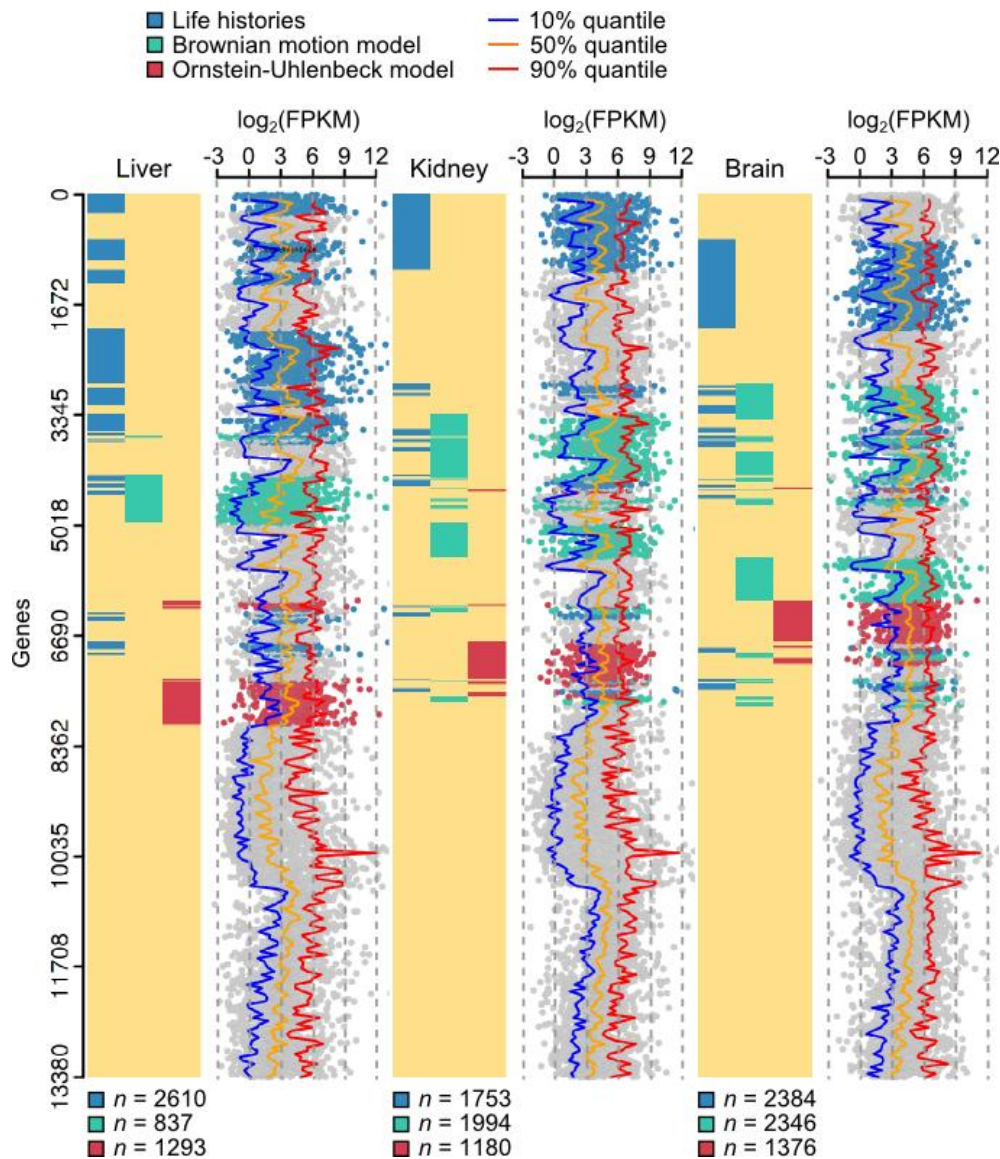 Life histories 10% quantile
Brownian motion model 50% quantile
Ornstein-Uhlenbeck model 90% quantile
log2(FPKM) log2(FPKM) log2(FPKM)
-3 0 3 6 9 12 -3 0 3 6 9 12 -3 0 3 6 9 12
Liver Kidney Brain
0
1672
3345
5018
6690
8362
10035
11708
13380
Genes
n = 2610 n = 1753 n = 2384
n = 837 n = 1994 n = 2346
n = 1293 n = 1180 n = 1376